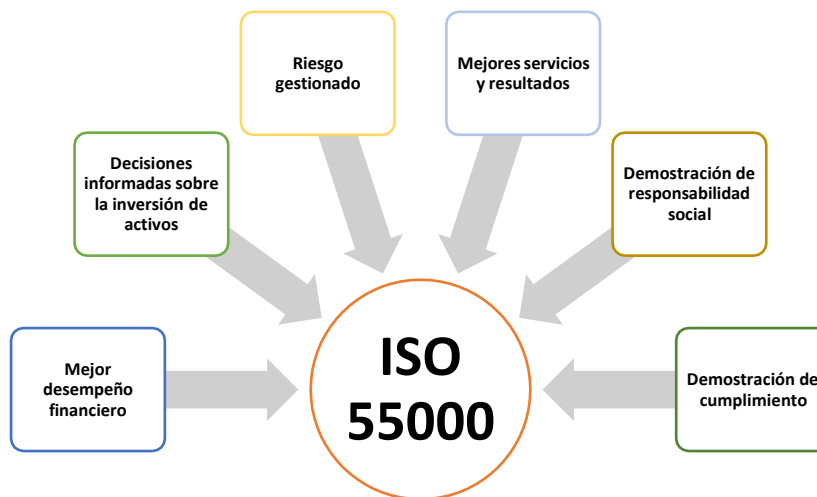 Riesgo
gestionado
Mejores servicios
y resultados
Decisiones
informadas sobre
la inversión de
activos
Demostración de
responsabilidad
social
ISO
55000
Mejor
desempeño
financiero
Demostración de
cumplimiento